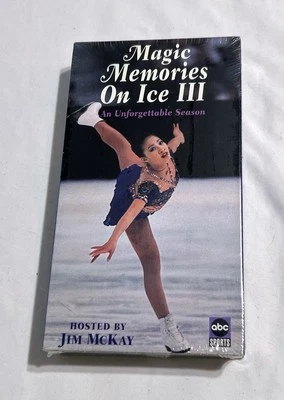 Magic
Memories
On Ice III
An Unforgettable Season
HOSTED BY
JIM MCKAY
abc
SPORTS